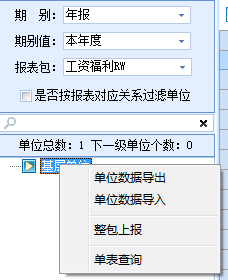 期 别： 年报
期别值： 本年度
报表包： 工资福利RW
是否按报表对应关系过滤单位
单位总数：1 下一级单位个数：0
单位数据导出
单位数据导入
整包上报
单表查询